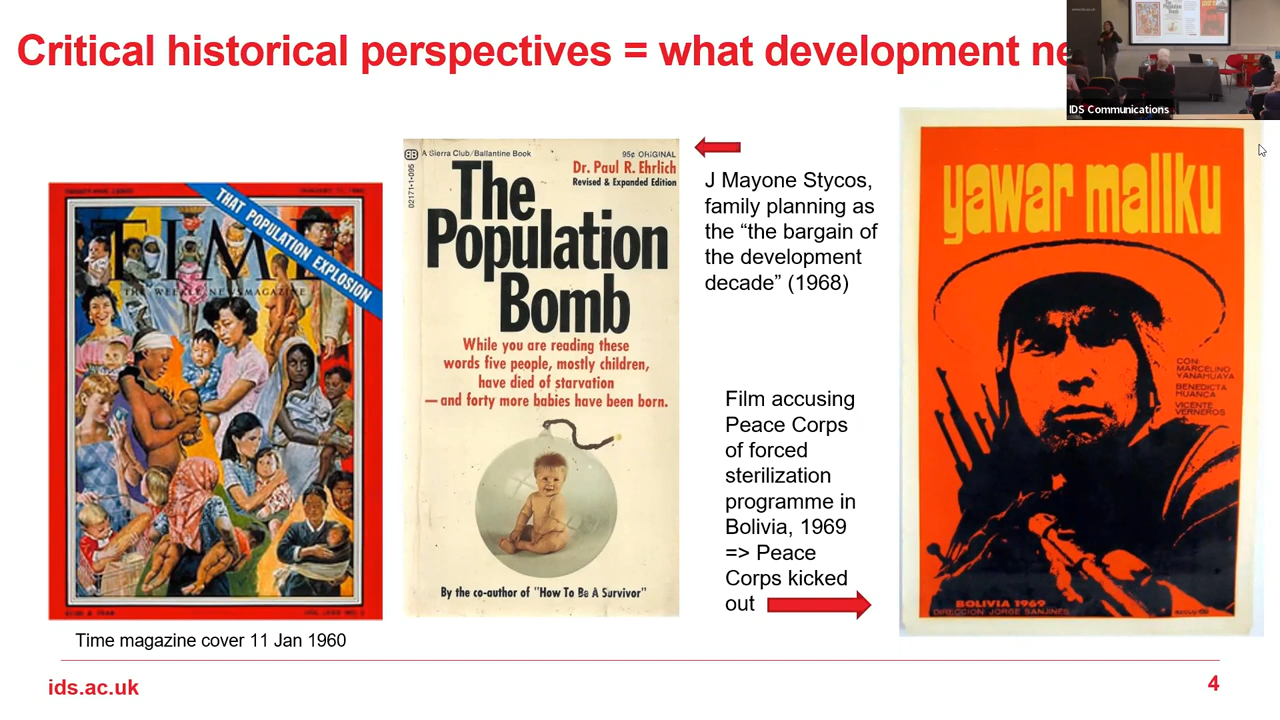 Critical historical perspectives = what development ne
IDS Communications
THAT POPULATION EXPLOSION
TIME
THE WEEKLY NEWSMAGAZINE
Time magazine cover 11 Jan 1960
A Sierra Club/Ballantine Book
95¢ ORIGINAL
02171-1-095
Dr. Paul R. Ehrlich
Revised & Expanded Edition
The
Population
Bomb
While you are reading these
words five people, mostly children,
have died of starvation
— and forty more babies have been born.
By the co-author of "How To Be A Survivor"
J Mayone Stycos,
family planning as
the “the bargain of
the development
decade” (1968)
Film accusing
Peace Corps
of forced
sterilization
programme in
Bolivia, 1969
=> Peace
Corps kicked
out
yawar mallku
CON:
MARCELINO
YANAHUAYA
BENEDICTA
HUANCA
VICENTE
VERNEROS
BOLIVIA 1969
DIRECCION JORGE SANJINES
ids.ac.uk
4